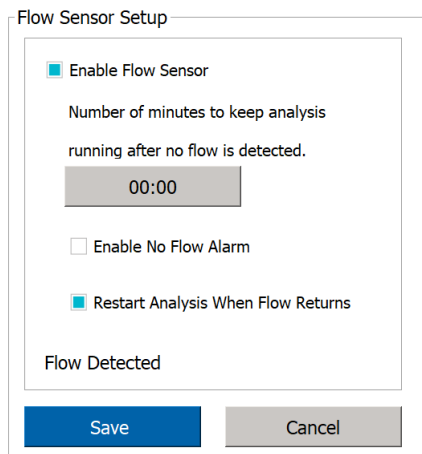 Flow Sensor Setup
Enable Flow Sensor
Number of minutes to keep analysis
running after no flow is detected.
00:00
Enable No Flow Alarm
Restart Analysis When Flow Returns
Flow Detected
Save
Cancel